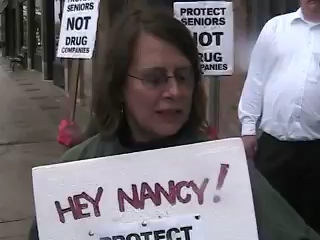 PROTECT
SENIORS
NOT
DRUG
COMPANIES
PROTECT
SENIORS
NOT
DRUG
COMPANIES
HEY NANCY!
PROTECT